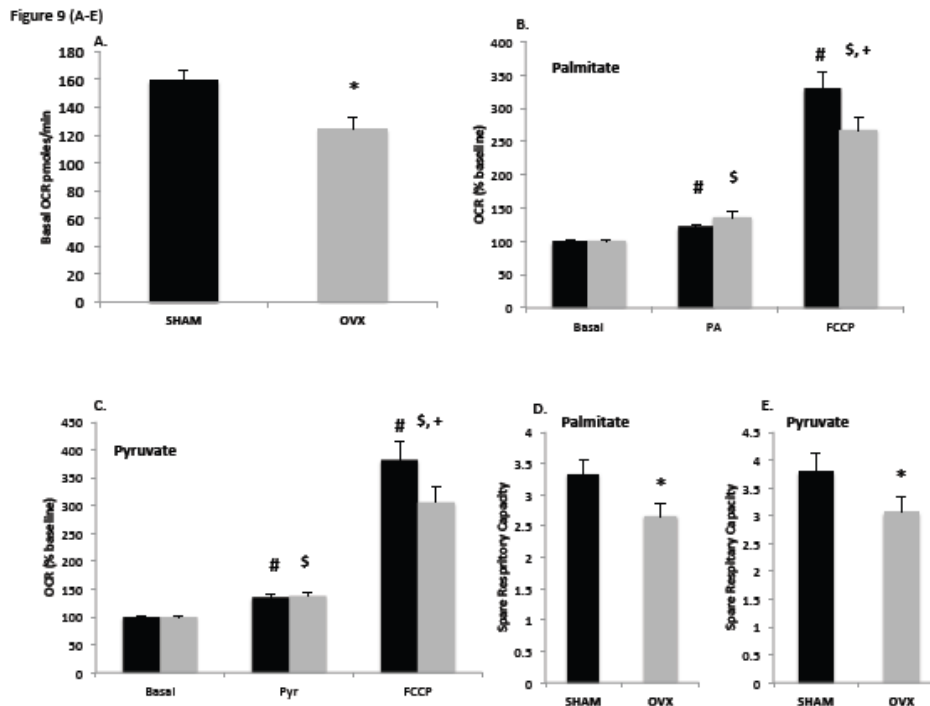 Figure 9 (A-E)
A.
Basal OCR pmoles/min
180
160
140
120
100
80
60
40
20
0
*
SHAM OVX
B.
Palmitate
OCR (% baseline)
400
350
300
250
200
150
100
50
0
# $
# $, +
Basal PA FCCP
C.
Pyruvate
OCR (% baseline)
450
400
350
300
250
200
150
100
50
0
# $
# $, +
Basal Pyr FCCP
D.
Palmitate
Spare Respritory Capacity
4
3.5
3
2.5
2
1.5
1
0.5
0
*
SHAM OVX
E.
Pyruvate
Spare Respitary Capacity
4.5
4
3.5
3
2.5
2
1.5
1
0.5
0
*
SHAM OVX